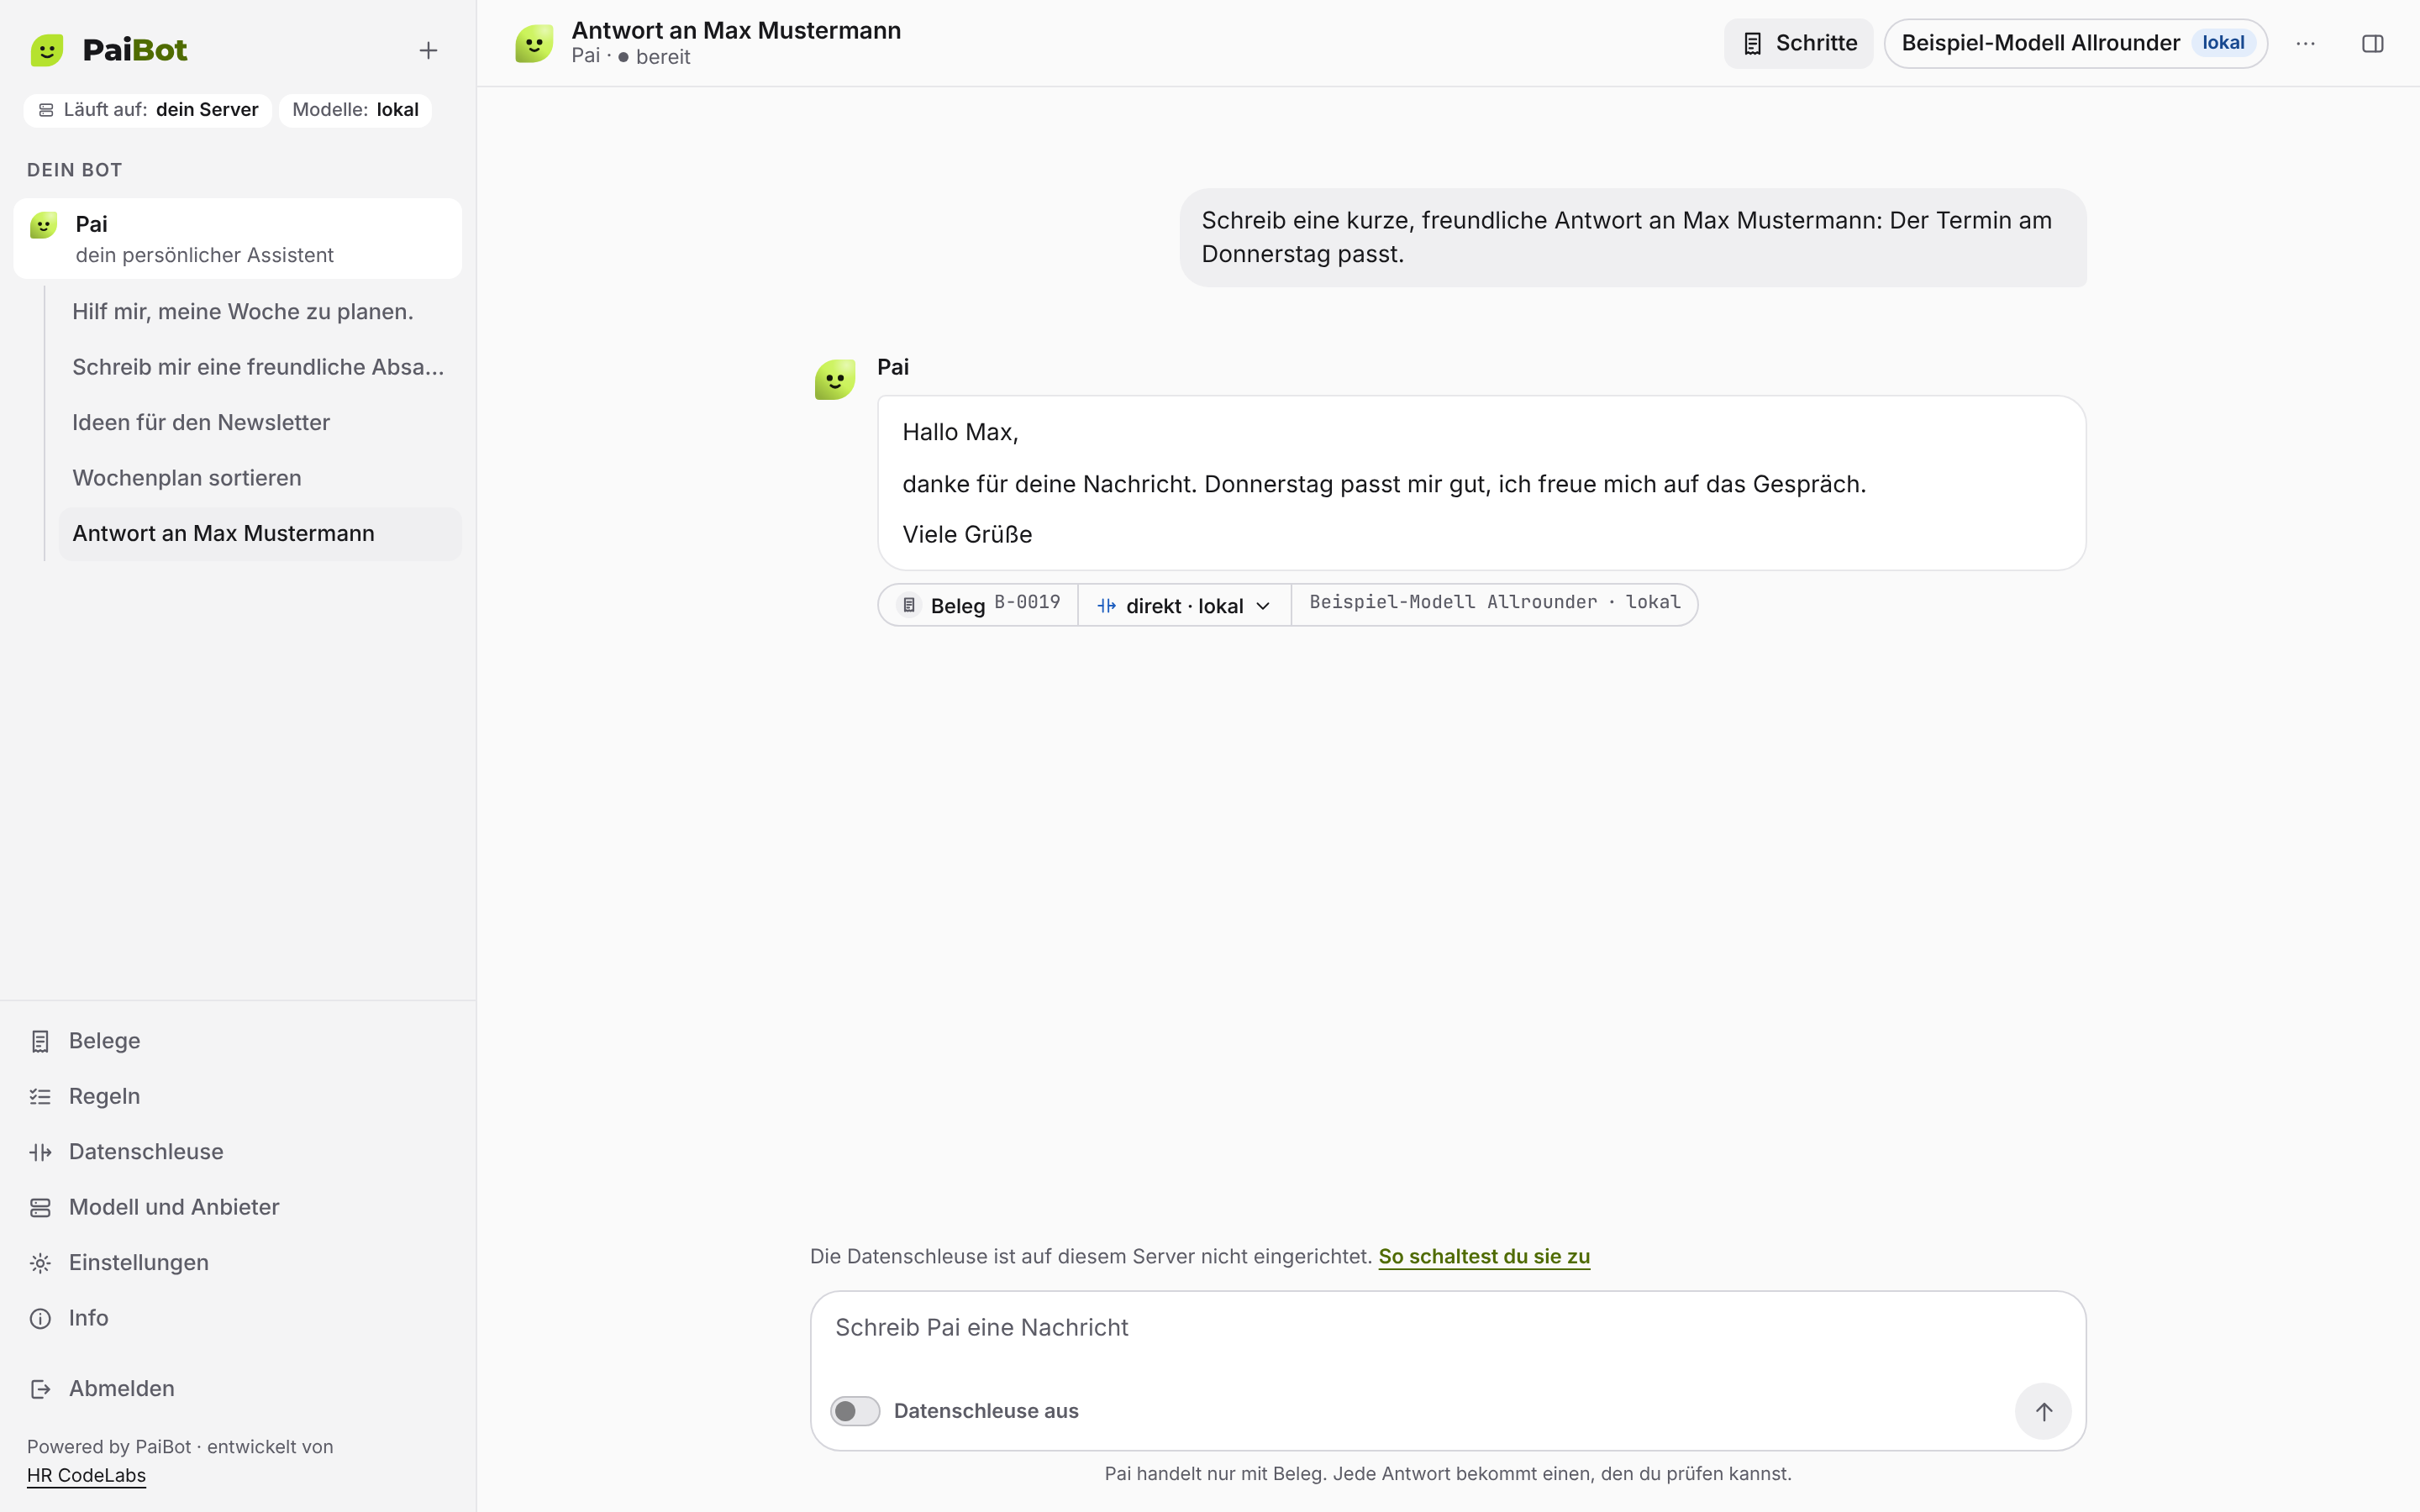 PaiBot
Läuft auf: dein Server
Modelle: lokal
DEIN BOT
Pai
dein persönlicher Assistent
Hilf mir, meine Woche zu planen.
Schreib mir eine freundliche Absa...
Ideen für den Newsletter
Wochenplan sortieren
Antwort an Max Mustermann
Belege
Regeln
Datenschleuse
Modell und Anbieter
Einstellungen
Info
Abmelden
Powered by PaiBot · entwickelt von
HR CodeLabs
Antwort an Max Mustermann
Pai · ● bereit
Schritte
Beispiel-Modell Allrounder lokal
Schreib eine kurze, freundliche Antwort an Max Mustermann: Der Termin am
Donnerstag passt.
Pai
Hallo Max,
danke für deine Nachricht. Donnerstag passt mir gut, ich freue mich auf das Gespräch.
Viele Grüße
Beleg B-0019
direkt · lokal
Beispiel-Modell Allrounder · lokal
Die Datenschleuse ist auf diesem Server nicht eingerichtet. So schaltest du sie zu
Schreib Pai eine Nachricht
Datenschleuse aus
Pai handelt nur mit Beleg. Jede Antwort bekommt einen, den du prüfen kannst.